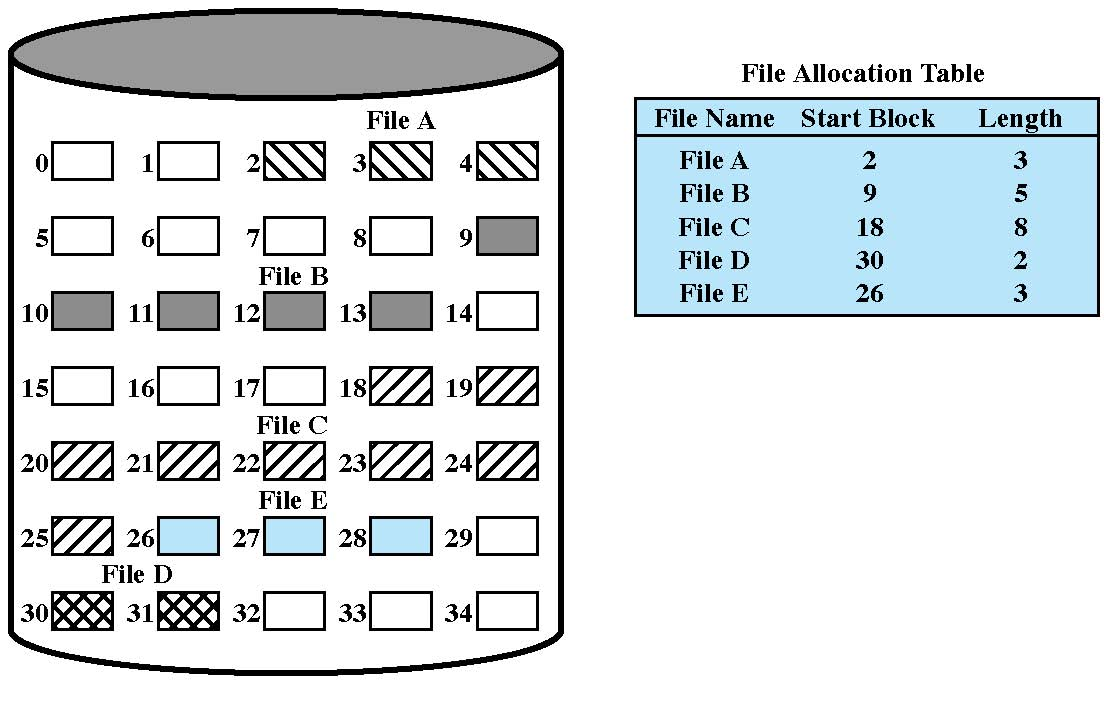 File A
0 1 2 3 4
5 6 7 8 9
File B
10 11 12 13 14
15 16 17 18 19
File C
20 21 22 23 24
File E
25 26 27 28 29
File D
30 31 32 33 34
File Allocation Table
File Name Start Block Length
File A 2 3
File B 9 5
File C 18 8
File D 30 2
File E 26 3